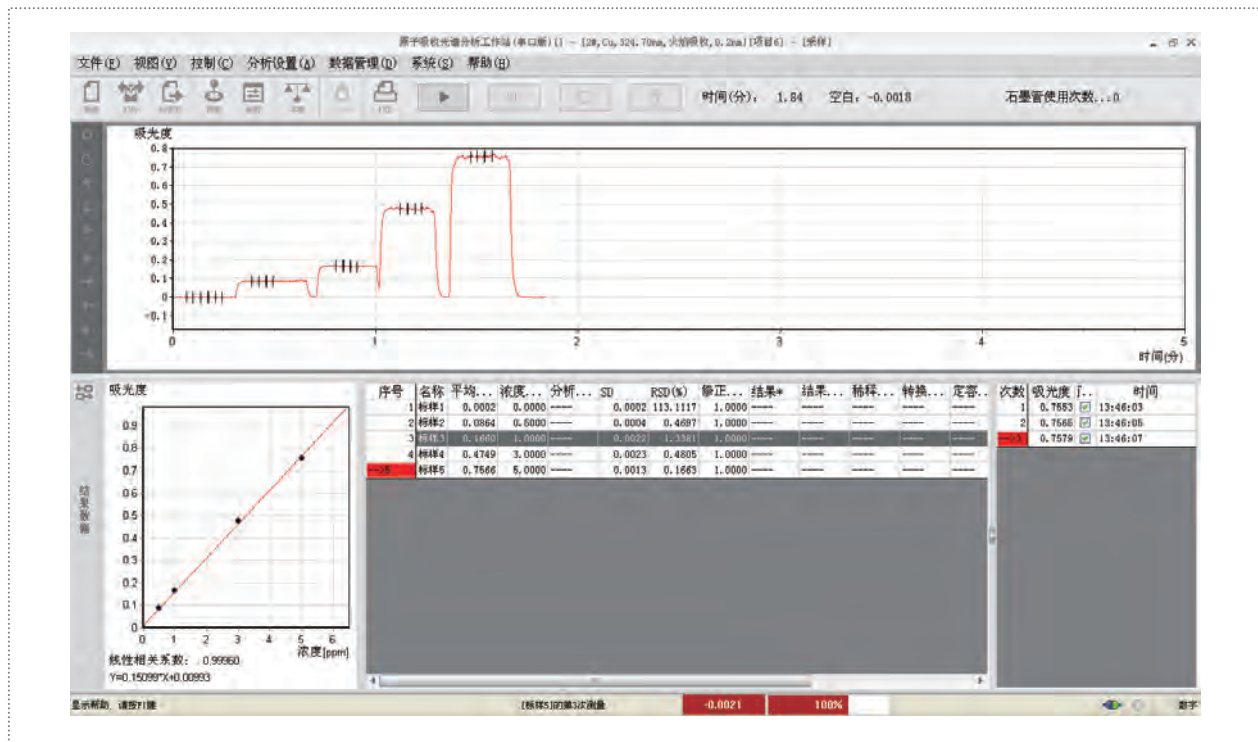 原子吸收光谱分析工作站(串口版)[] - [2#,Cu,324.70nm,火焰吸收,0.2nm][项目6] - [采样]
文件(F) 视图(V) 控制(C) 分析设置(A) 数据管理(D) 系统(S) 帮助(H)
时间(分): 1.84 空白: -0.0018 石墨管使用次数...0
吸光度
0.8
0.7
0.6
0.5
0.4
0.3
0.2
0.1
0
-0.1
0 1 2 3 4 5
时间(分)
结果数据
吸光度
0.9
0.8
0.7
0.6
0.5
0.4
0.3
0.2
0.1
0
0 1 2 3 4 5 6
浓度[ppm]
线性相关系数: 0.99960
Y=0.15099*X+0.00993
序号 名称 平均... 浓度... 分析... SD RSD(%) 修正... 结果* 结果... 稀释... 转换... 定容...
1 标样1 0.0002 0.0000 ---- 0.0002 113.1117 1.0000 ---- ---- ---- ---- ----
2 标样2 0.0864 0.5000 ---- 0.0004 0.4697 1.0000 ---- ---- ---- ---- ----
3 标样3 0.1660 1.0000 ---- 0.0022 1.3381 1.0000 ---- ---- ---- ---- ----
4 标样4 0.4749 3.0000 ---- 0.0023 0.4805 1.0000 ---- ---- ---- ---- ----
-->5 标样5 0.7566 5.0000 ---- 0.0013 0.1663 1.0000 ---- ---- ---- ---- ----
次数 吸光度 时间
1 0.7553 13:46:03
2 0.7566 13:46:05
-->3 0.7579 13:46:07
显示帮助, 请按F1键 [标样5]的第3次测量 -0.0021 100% 数字